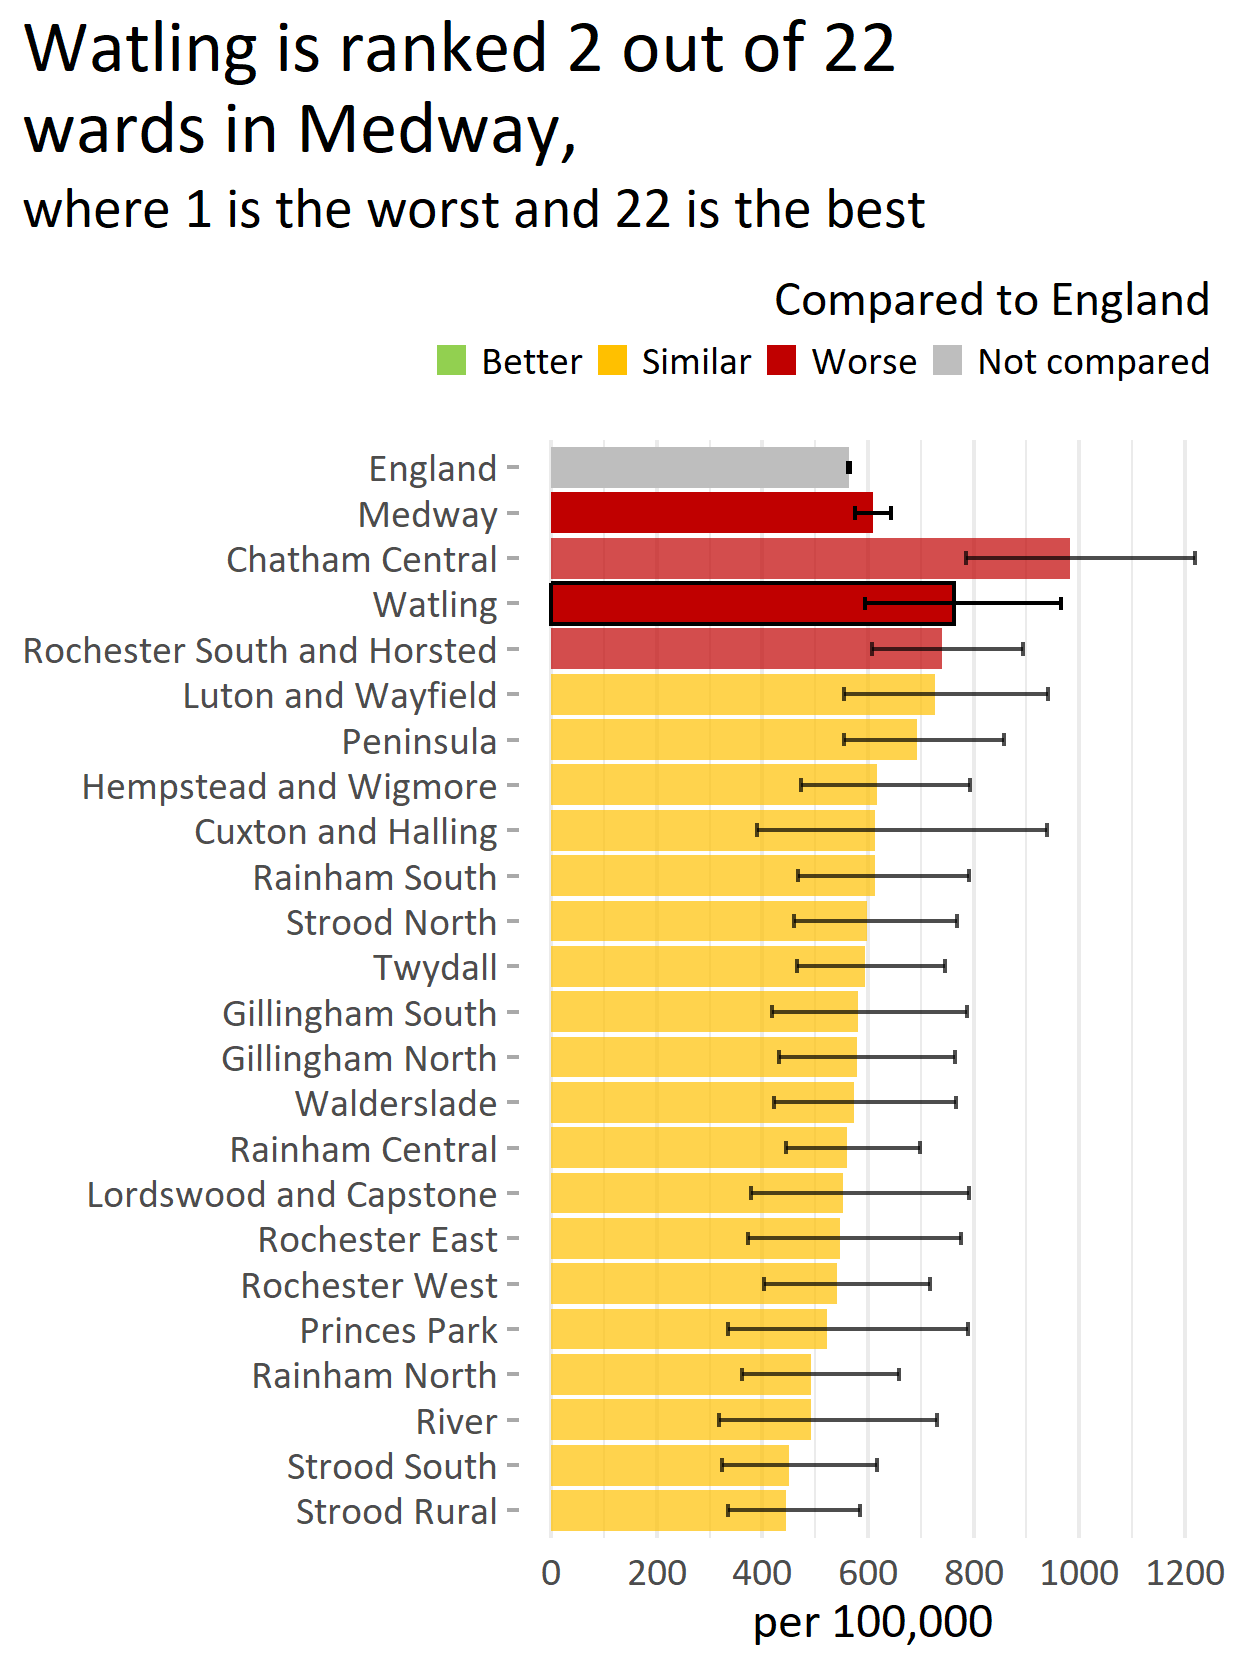 Watling is ranked 2 out of 22
wards in Medway,
where 1 is the worst and 22 is the best
Compared to England
Better Similar Worse Not compared
England
Medway
Chatham Central
Watling
Rochester South and Horsted
Luton and Wayfield
Peninsula
Hempstead and Wigmore
Cuxton and Halling
Rainham South
Strood North
Twydall
Gillingham South
Gillingham North
Walderslade
Rainham Central
Lordswood and Capstone
Rochester East
Rochester West
Princes Park
Rainham North
River
Strood South
Strood Rural
0 200 400 600 800 1000 1200
per 100,000